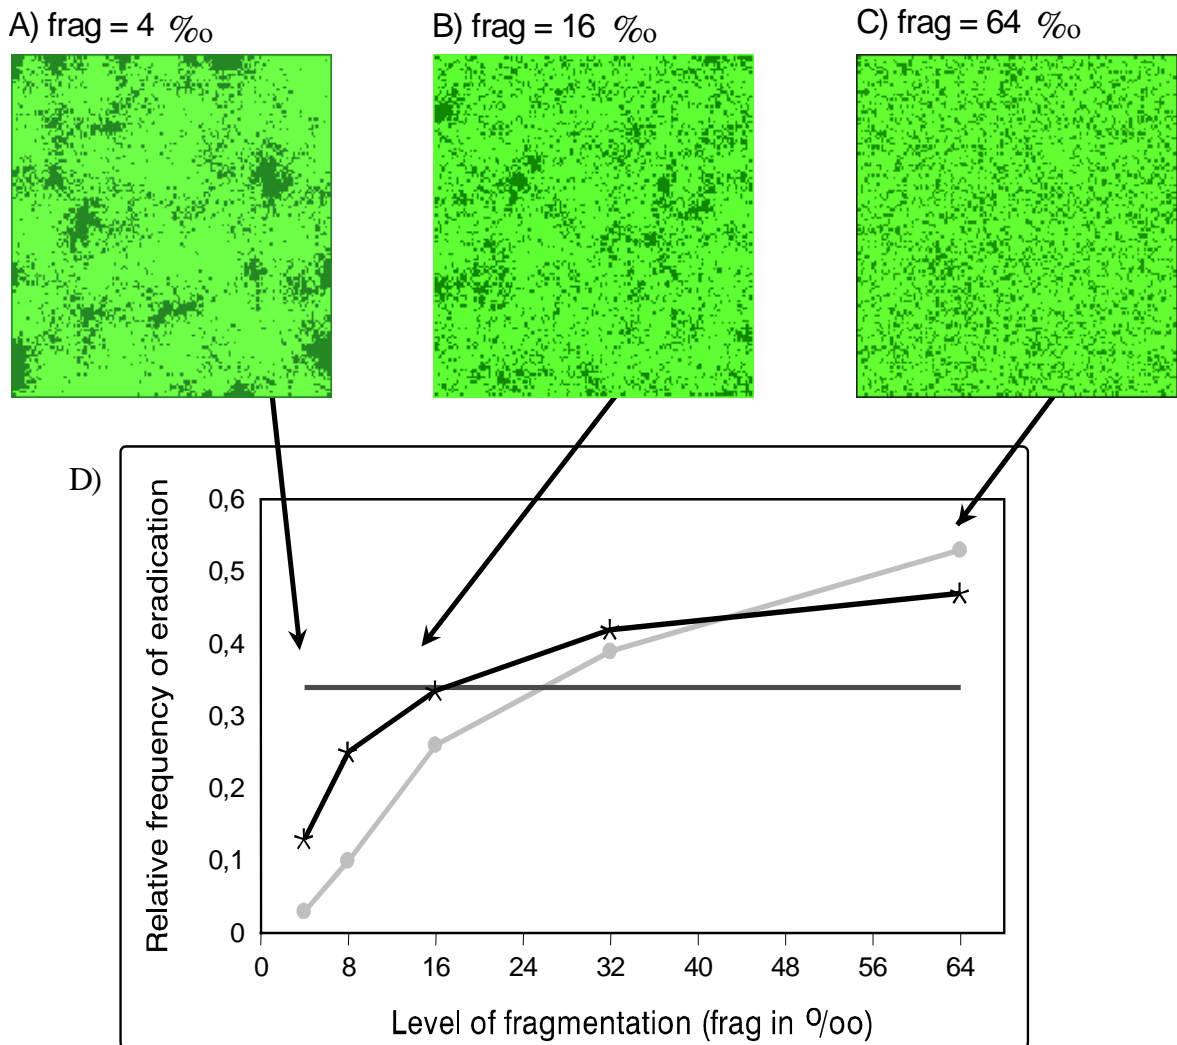 A) frag = 4 ‰
B) frag = 16 ‰
C) frag = 64 ‰
D)
Relative frequency of eradication
0,6
0,5
0,4
0,3
0,2
0,1
0
0 8 16 24 32 40 48 56 64
Level of fragmentation (frag in º/oo)